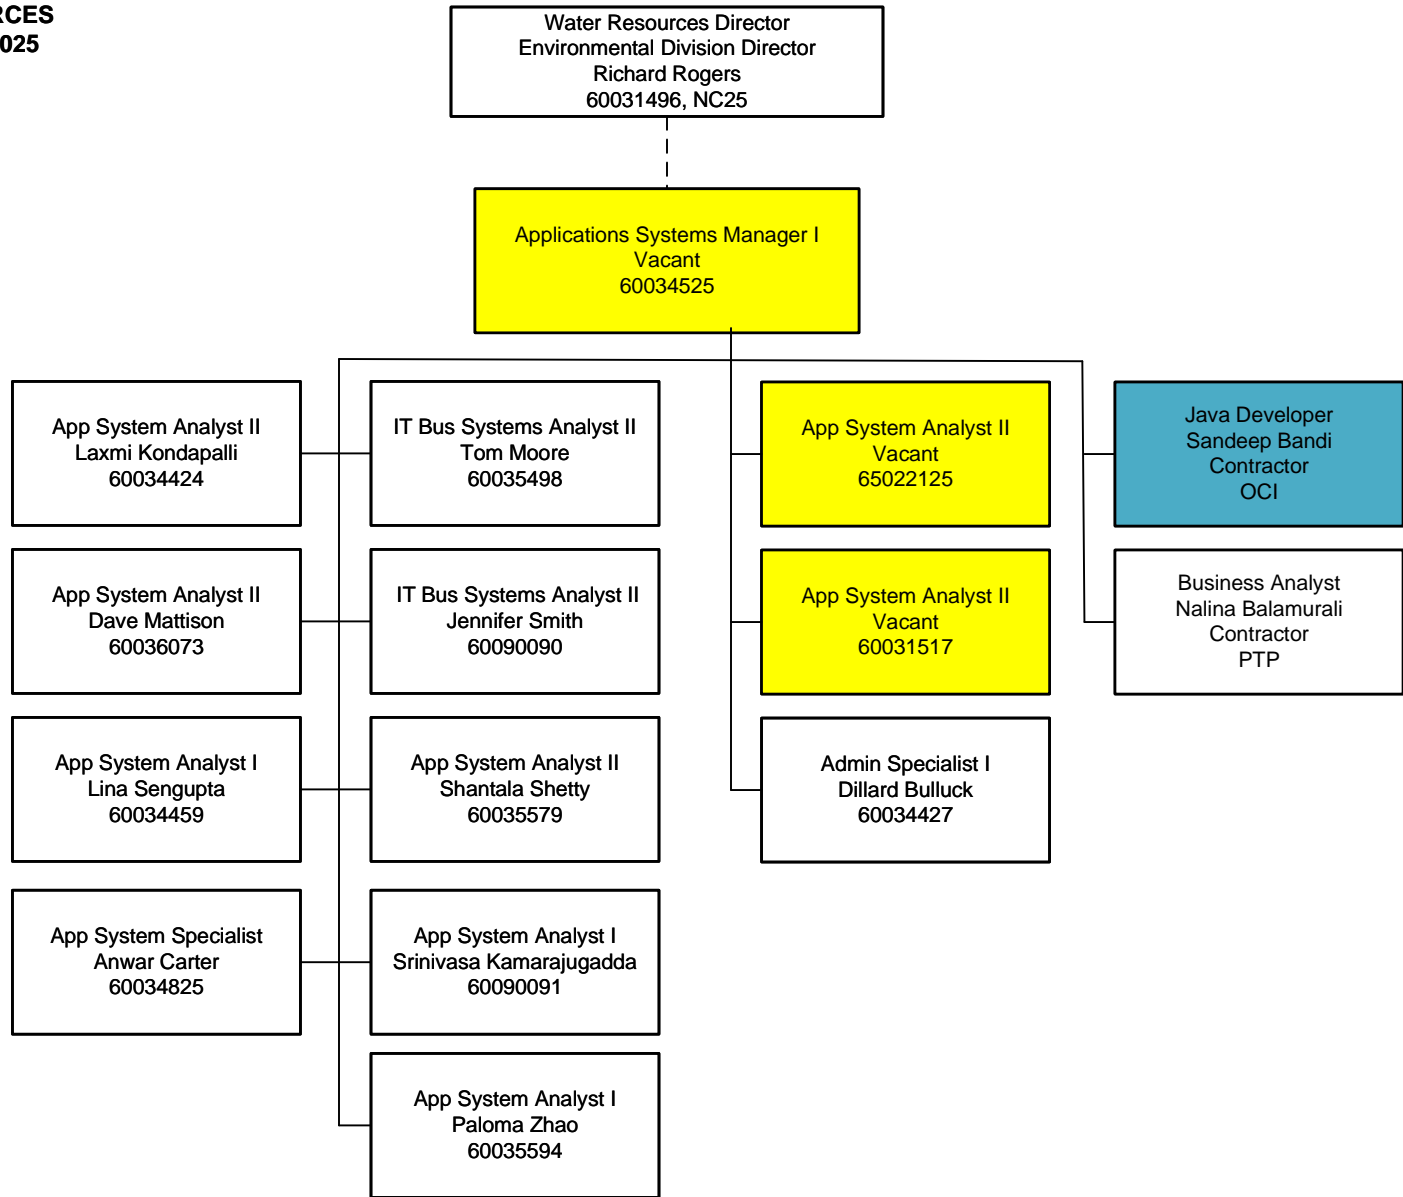 Water Resources Director
Environmental Division Director
Richard Rogers
60031496, NC25
Applications Systems Manager I
Vacant
60034525
App System Analyst II
Laxmi Kondapalli
60034424
IT Bus Systems Analyst II
Tom Moore
60035498
App System Analyst II
Vacant
65022125
Java Developer
Sandeep Bandi
Contractor
OCI
App System Analyst II
Dave Mattison
60036073
IT Bus Systems Analyst II
Jennifer Smith
60090090
App System Analyst II
Vacant
60031517
Business Analyst
Nalina Balamurali
Contractor
PTP
App System Analyst I
Lina Sengupta
60034459
App System Analyst II
Shantala Shetty
60035579
Admin Specialist I
Dillard Bulluck
60034427
App System Specialist
Anwar Carter
60034825
App System Analyst I
Srinivasa Kamarajugadda
60090091
App System Analyst I
Paloma Zhao
60035594